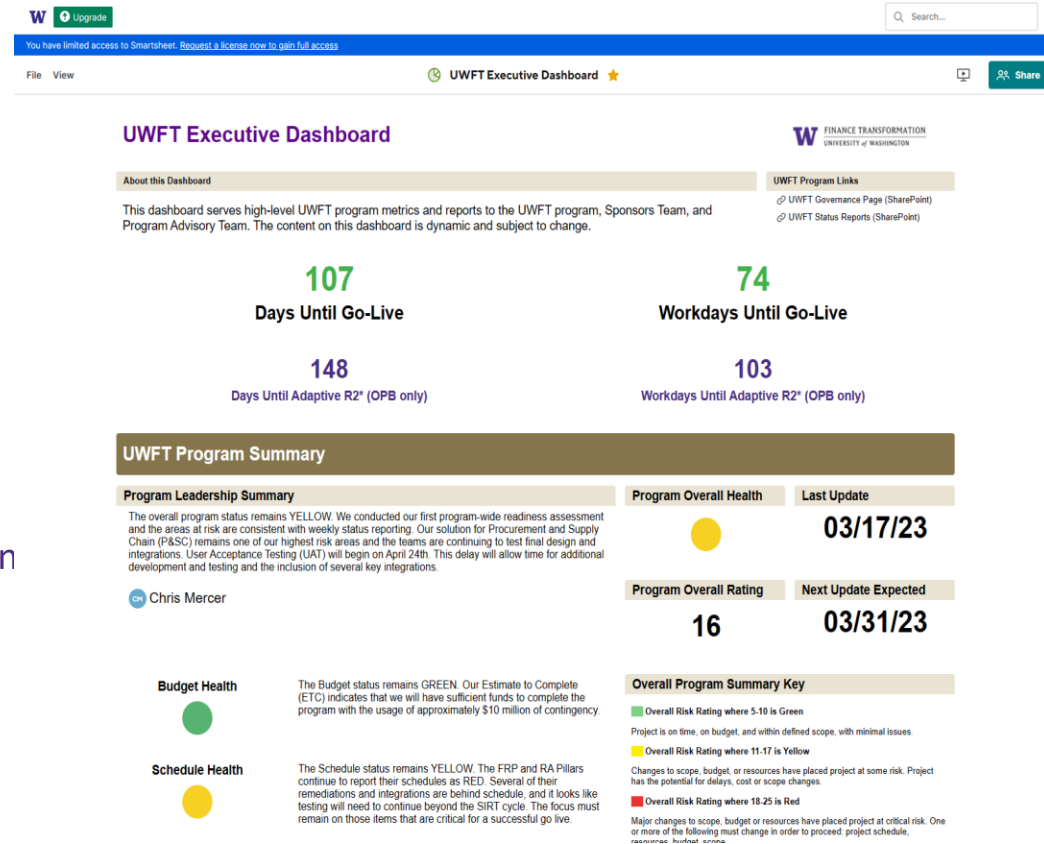 W Upgrade
Search...
You have limited access to Smartsheet. Request a license now to gain full access
File View
UWFT Executive Dashboard
Share
UWFT Executive Dashboard
W FINANCE TRANSFORMATION
UNIVERSITY of WASHINGTON
About this Dashboard
This dashboard serves high-level UWFT program metrics and reports to the UWFT program, Sponsors Team, and
Program Advisory Team. The content on this dashboard is dynamic and subject to change.
UWFT Program Links
UWFT Governance Page (SharePoint)
UWFT Status Reports (SharePoint)
107
Days Until Go-Live
74
Workdays Until Go-Live
148
Days Until Adaptive R2* (OPB only)
103
Workdays Until Adaptive R2* (OPB only)
UWFT Program Summary
Program Leadership Summary
The overall program status remains YELLOW. We conducted our first program-wide readiness assessment
and the areas at risk are consistent with weekly status reporting. Our solution for Procurement and Supply
Chain (P&SC) remains one of our highest risk areas and the teams are continuing to test final design and
integrations. User Acceptance Testing (UAT) will begin on April 24th. This delay will allow time for additional
development and testing and the inclusion of several key integrations.
n
CM Chris Mercer
Program Overall Health
Last Update
03/17/23
Program Overall Rating
16
Next Update Expected
03/31/23
Budget Health
The Budget status remains GREEN. Our Estimate to Complete
(ETC) indicates that we will have sufficient funds to complete the
program with the usage of approximately $10 million of contingency.
Schedule Health
The Schedule status remains YELLOW. The FRP and RA Pillars
continue to report their schedules as RED. Several of their
remediations and integrations are behind schedule, and it looks like
testing will need to continue beyond the SIRT cycle. The focus must
remain on those items that are critical for a successful go live.
Overall Program Summary Key
Overall Risk Rating where 5-10 is Green
Project is on time, on budget, and within defined scope, with minimal issues.
Overall Risk Rating where 11-17 is Yellow
Changes to scope, budget, or resources have placed project at some risk. Project
has the potential for delays, cost or scope changes.
Overall Risk Rating where 18-25 is Red
Major changes to scope, budget or resources have placed project at critical risk. One
or more of the following must change in order to proceed: project schedule,
resources, budget, scope